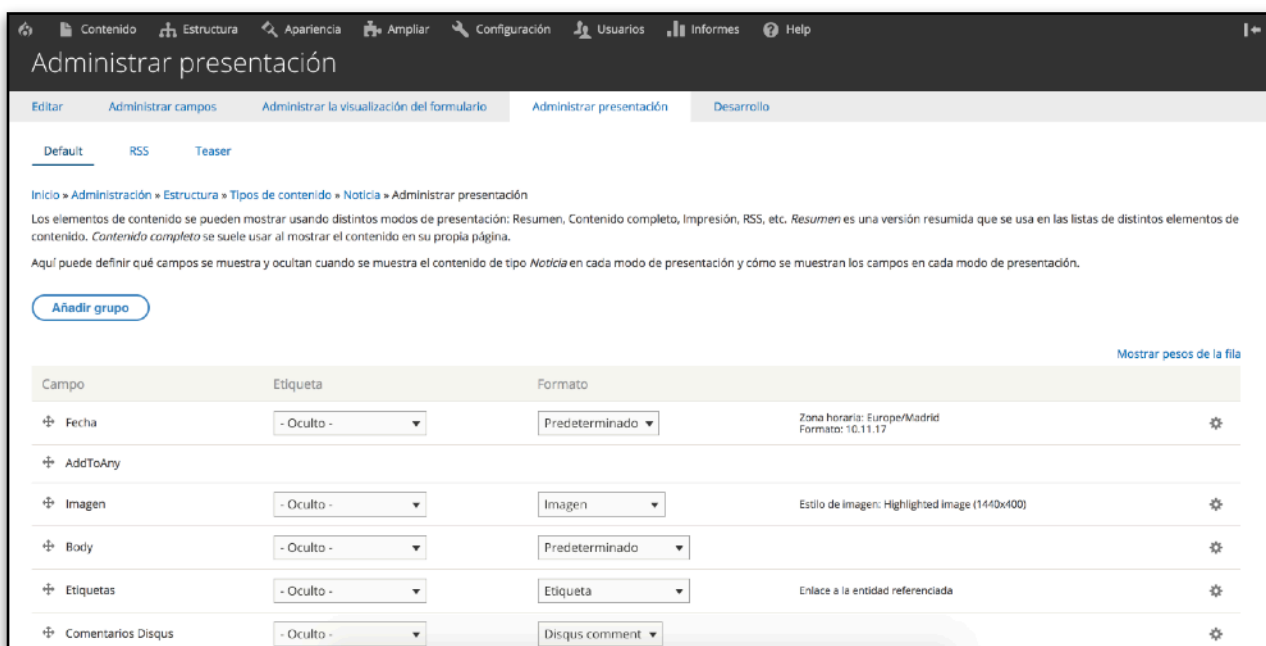 Contenido Estructura Apariencia Ampliar Configuración Usuarios Informes Help
Administrar presentación
Editar Administrar campos Administrar la visualización del formulario Administrar presentación Desarrollo
Default RSS Teaser
Inicio » Administración » Estructura » Tipos de contenido » Noticia » Administrar presentación
Los elementos de contenido se pueden mostrar usando distintos modos de presentación: Resumen, Contenido completo, Impresión, RSS, etc. Resumen es una versión resumida que se usa en las listas de distintos elementos de
contenido. Contenido completo se suele usar al mostrar el contenido en su propia página.
Aquí puede definir qué campos se muestra y ocultan cuando se muestra el contenido de tipo Noticia en cada modo de presentación y cómo se muestran los campos en cada modo de presentación.
Añadir grupo
Mostrar pesos de la fila
Campo Etiqueta Formato
Fecha - Oculto - Predeterminado Zona horaria: Europe/Madrid
Formato: 10.11.17
AddToAny
Imagen - Oculto - Imagen Estilo de imagen: Highlighted image (1440x400)
Body - Oculto - Predeterminado
Etiquetas - Oculto - Etiqueta Enlace a la entidad referenciada
Comentarios Disqus - Oculto - Disqus comment